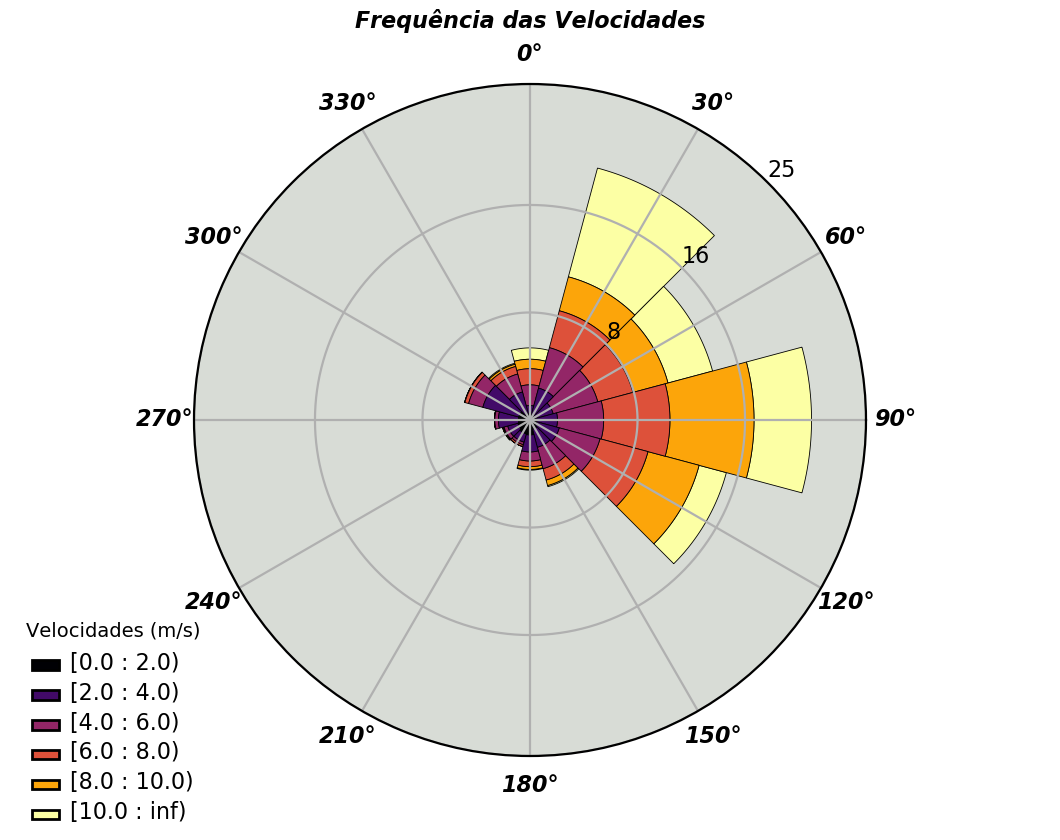 Frequência das Velocidades
0°
330°
30°
25
300°
60°
16
8
270°
90°
240°
120°
210°
150°
180°
Velocidades (m/s)
[0.0 : 2.0)
[2.0 : 4.0)
[4.0 : 6.0)
[6.0 : 8.0)
[8.0 : 10.0)
[10.0 : inf)